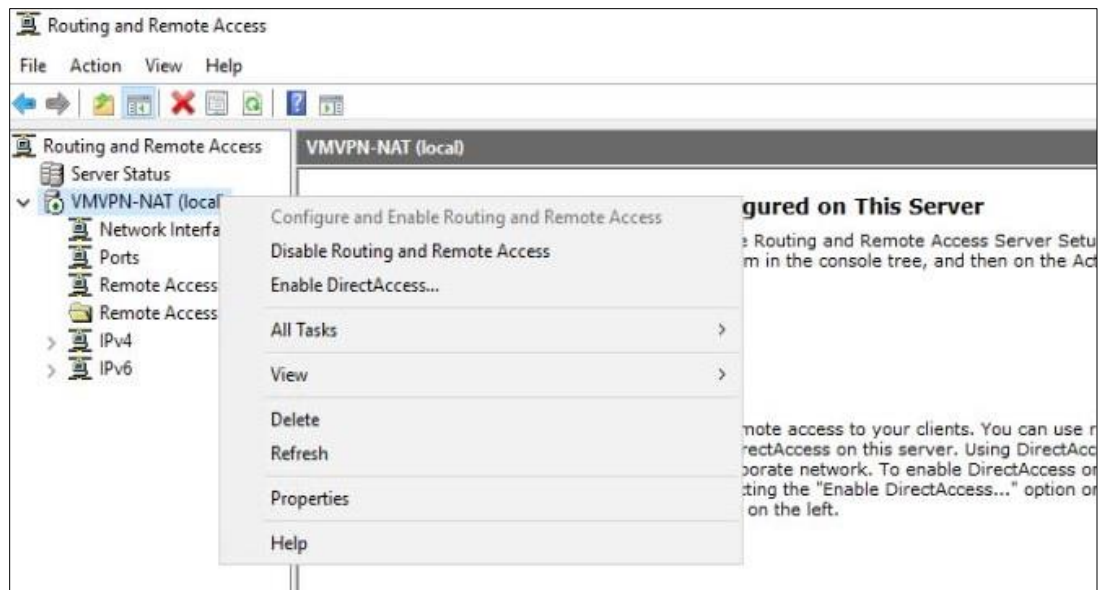 Routing and Remote Access
File Action View Help
Routing and Remote Access
Server Status
VMVPN-NAT (local)
Network Interfa
Ports
Remote Access
Remote Access
IPv4
IPv6
VMVPN-NAT (local)
Configure and Enable Routing and Remote Access
Disable Routing and Remote Access
Enable DirectAccess...
All Tasks
View
Delete
Refresh
Properties
Help
gured on This Server
Routing and Remote Access Server Setu
m in the console tree, and then on the Act
mote access to your clients. You can use r
rectAccess on this server. Using DirectAcc
porate network. To enable DirectAccess or
cting the "Enable DirectAccess..." option or
on the left.